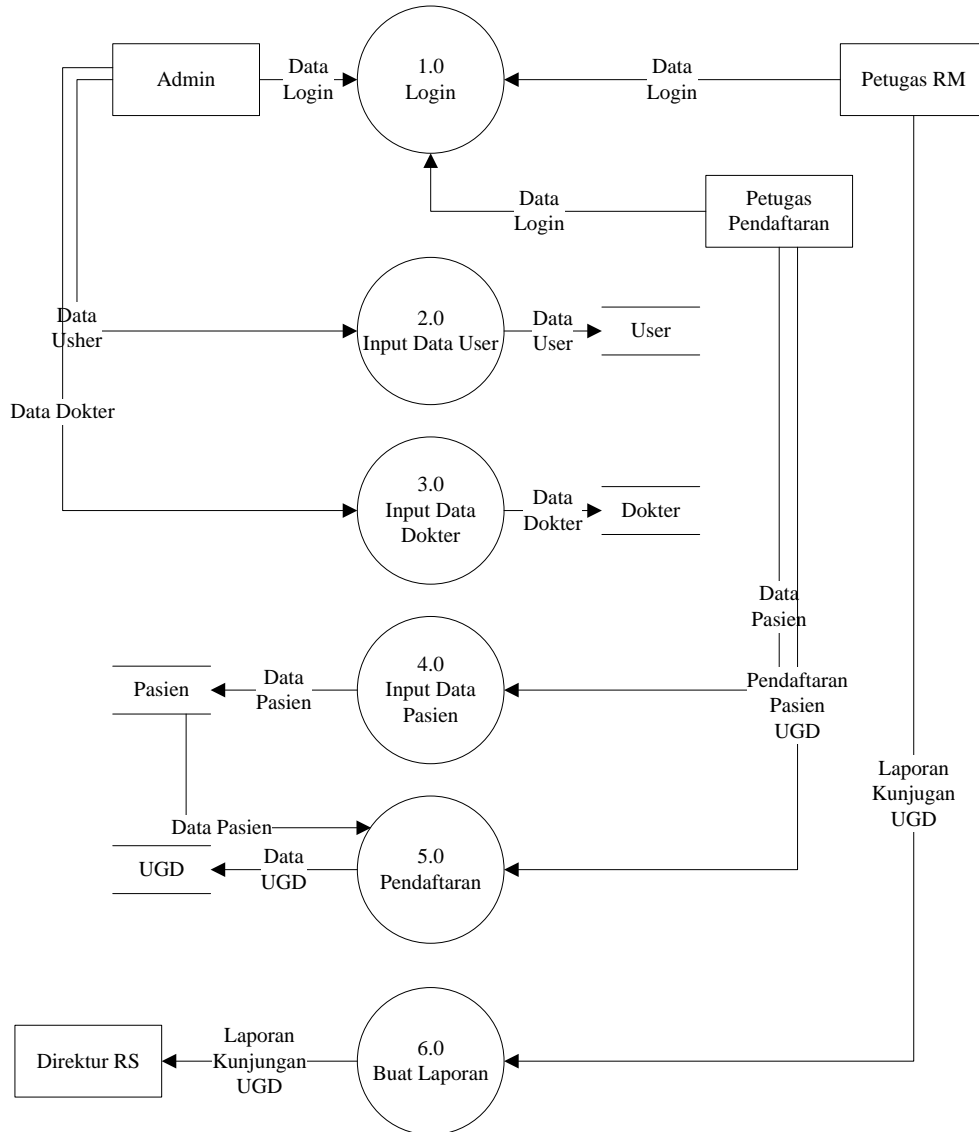 Admin
Data
Login
1.0
Login
Data
Login
Petugas RM
Data
Login
Petugas
Pendaftaran
Data
Usher
2.0
Input Data User
Data
User
User
Data Dokter
3.0
Input Data
Dokter
Data
Dokter
Dokter
Data
Pasien
Pasien
Data
Pasien
4.0
Input Data
Pasien
Pendaftaran
Pasien
UGD
Laporan
Kunjugan
UGD
Data Pasien
UGD
Data
UGD
5.0
Pendaftaran
Direktur RS
Laporan
Kunjungan
UGD
6.0
Buat Laporan